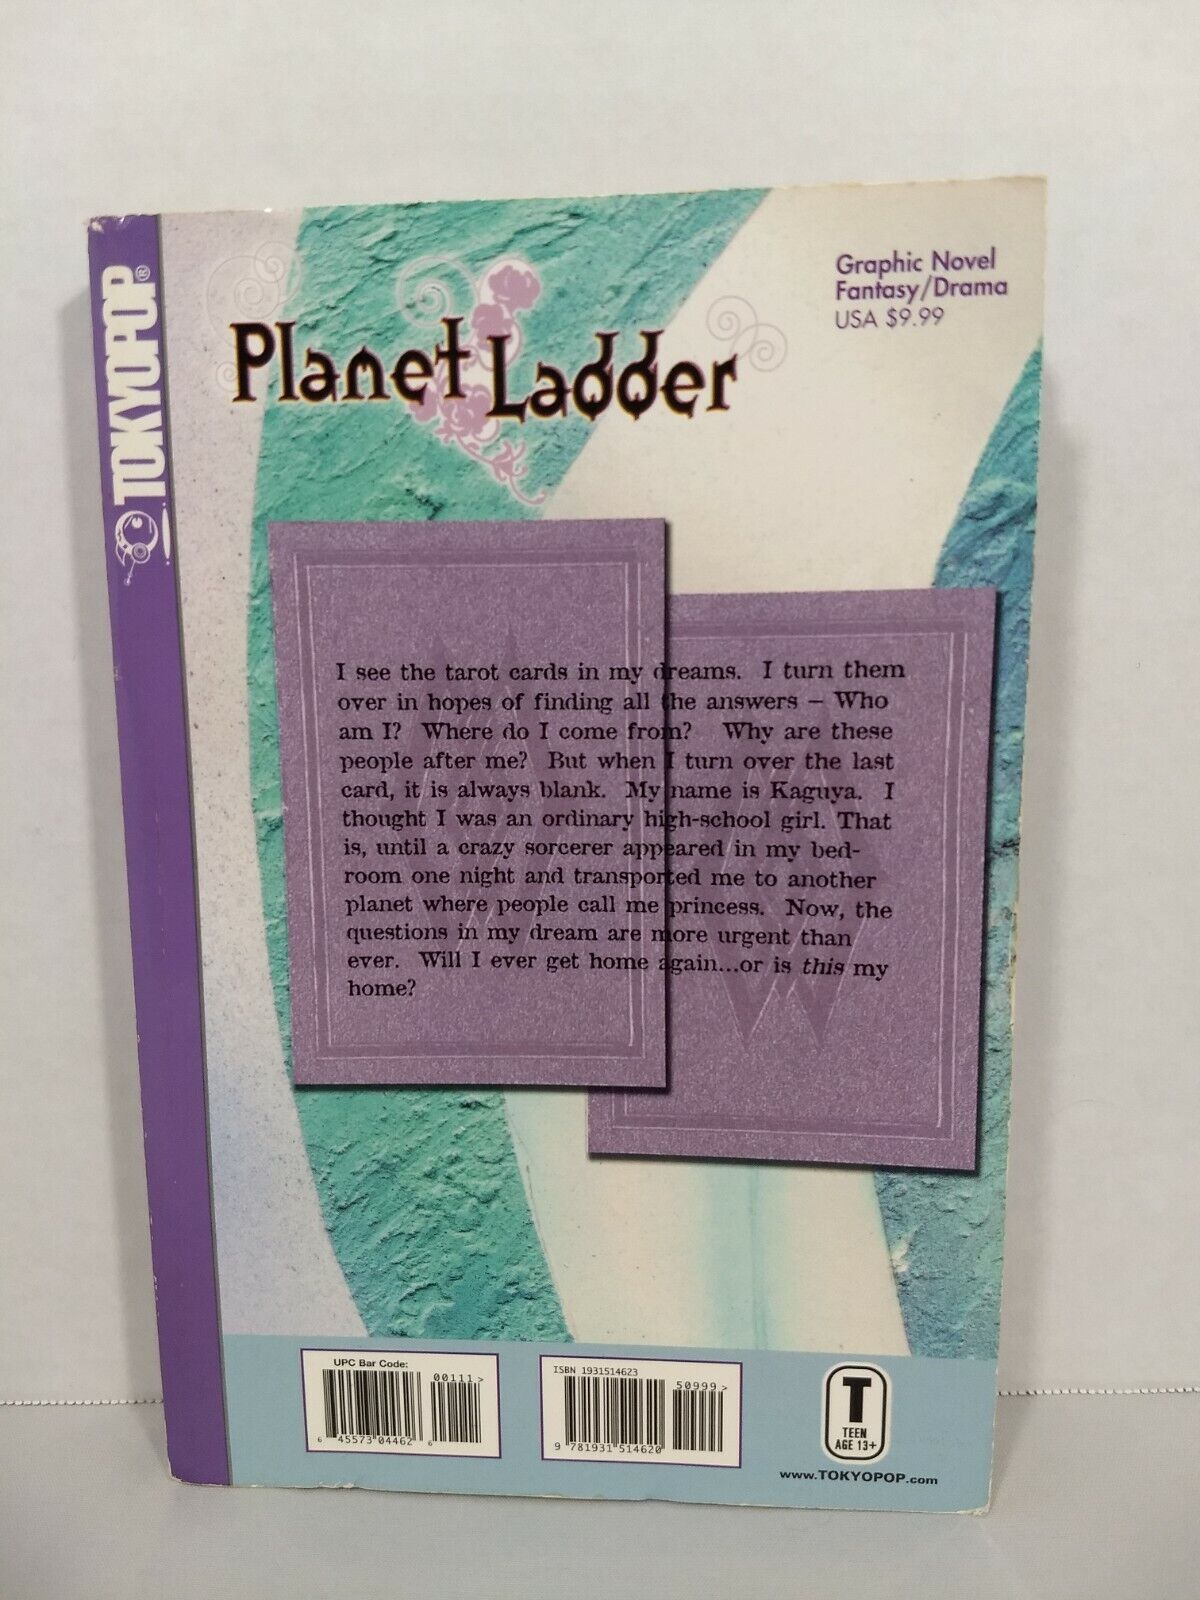 TOKYOPOP®
Graphic Novel
Fantasy/Drama
USA $9.99
Planet Ladder
I see the tarot cards in my dreams. I turn them
over in hopes of finding all the answers – Who
am I? Where do I come from? Why are these
people after me? But when I turn over the last
card, it is always blank. My name is Kaguya. I
thought I was an ordinary high-school girl. That
is, until a crazy sorcerer appeared in my bed-
room one night and transported me to another
planet where people call me princess. Now, the
questions in my dream are more urgent than
ever. Will I ever get home again...or is this my
home?
UPC Bar Code:
00111>
6 45573 04462 6
ISBN 1931514623
50999>
9 781931 514620
T
TEEN
AGE 13+
www.TOKYOPOP.com